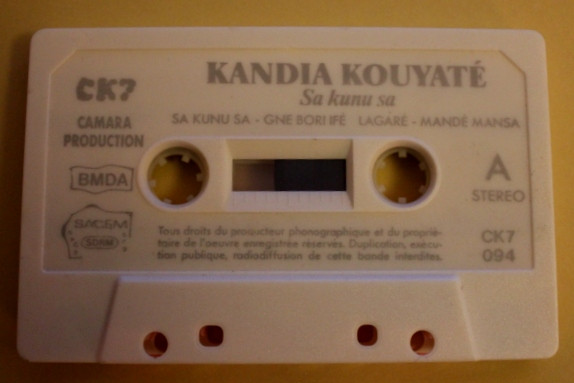 CK7
KANDIA KOUYATÉ
Sa kunu sa
CAMARA
PRODUCTION
SA KUNU SA - GNE BORI IFÉ LAGARÉ - MANDÉ MANSA
BMDA
A
STEREO
SACEM
SDRM
Tous droits du producteur phonographique et du proprié-
taire de l'oeuvre enregistrée réservés. Duplication, exécu-
tion publique, radiodiffusion de cette bande interdites.
CK7
094